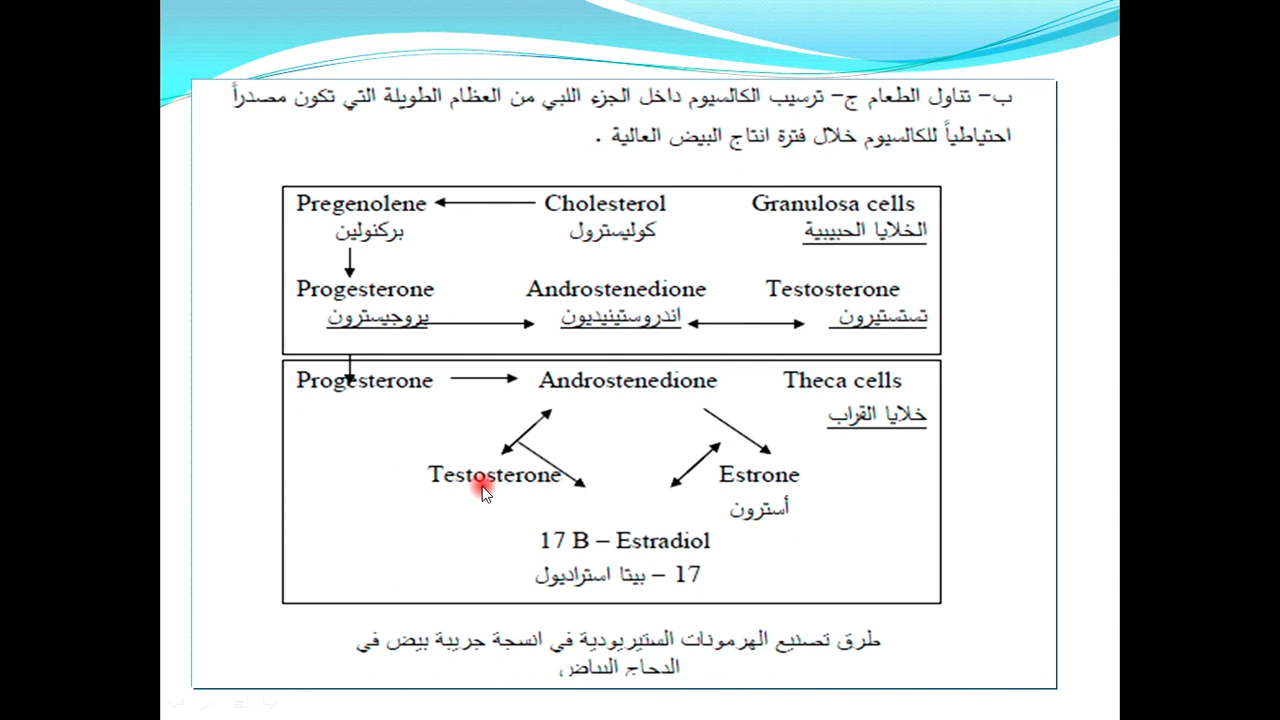 ب- تناول الطعام ج- ترسيب الكالسيوم داخل الجزء اللبي من العظام الطويلة التي تكون مصدراً
احتياطياً للكالسيوم خلال فترة انتاج البيض العالية .
Pregenolene Cholesterol Granulosa cells
بركنولين كوليسترول الخلايا الحبيبية
Progesterone Androstenedione Testosterone
بروجيسترون اندروستينيديون تستستيرون
Progesterone Androstenedione Theca cells
خلايا القراب
Testosterone Estrone
أسترون
17 B – Estradiol
17 – بيتا استراديول
طرق تصنيع الهرمونات الستيريودية في انسجة جريبة بيض في
الدجاج البياض